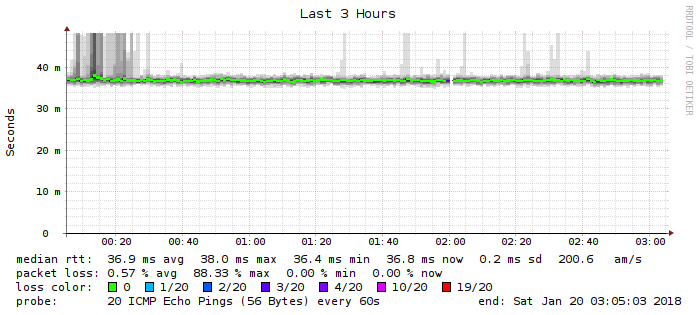 Last 3 Hours
RRDTOOL / TOBI OETIKER
Seconds
40 m
30 m
20 m
10 m
0
00:20 00:40 01:00 01:20 01:40 02:00 02:20 02:40 03:00
median rtt: 36.9 ms avg 38.0 ms max 36.4 ms min 36.8 ms now 0.2 ms sd 200.6 am/s
packet loss: 0.57 % avg 88.33 % max 0.00 % min 0.00 % now
loss color: 0 1/20 2/20 3/20 4/20 10/20 19/20
probe: 20 ICMP Echo Pings (56 Bytes) every 60s end: Sat Jan 20 03:05:03 2018